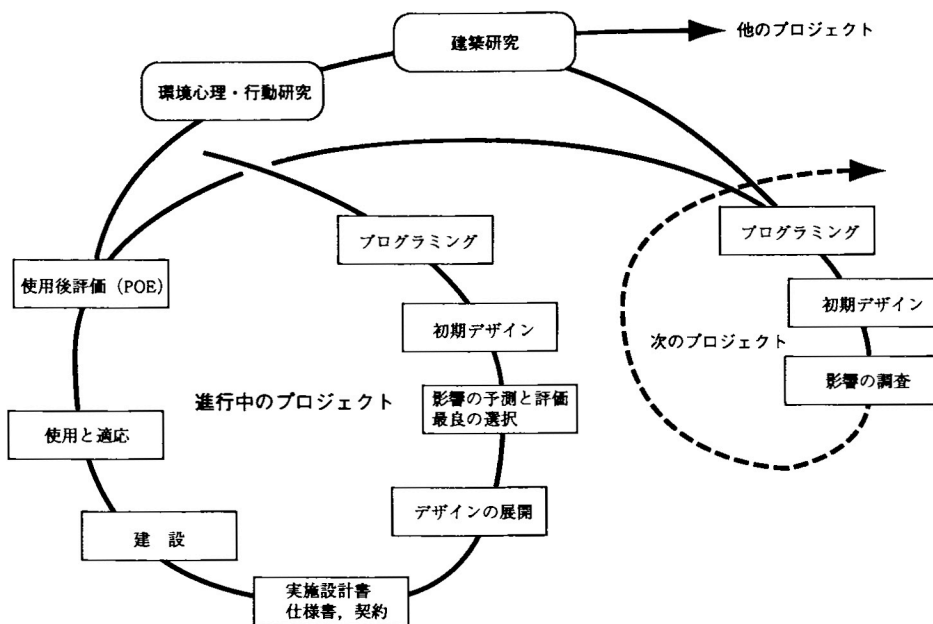 建築研究
他のプロジェクト
環境心理・行動研究
プログラミング
プログラミング
使用後評価（POE）
初期デザイン
初期デザイン
次のプロジェクト
影響の調査
進行中のプロジェクト
影響の予測と評価
最良の選択
使用と適応
デザインの展開
建　設
実施設計書
仕様書，契約